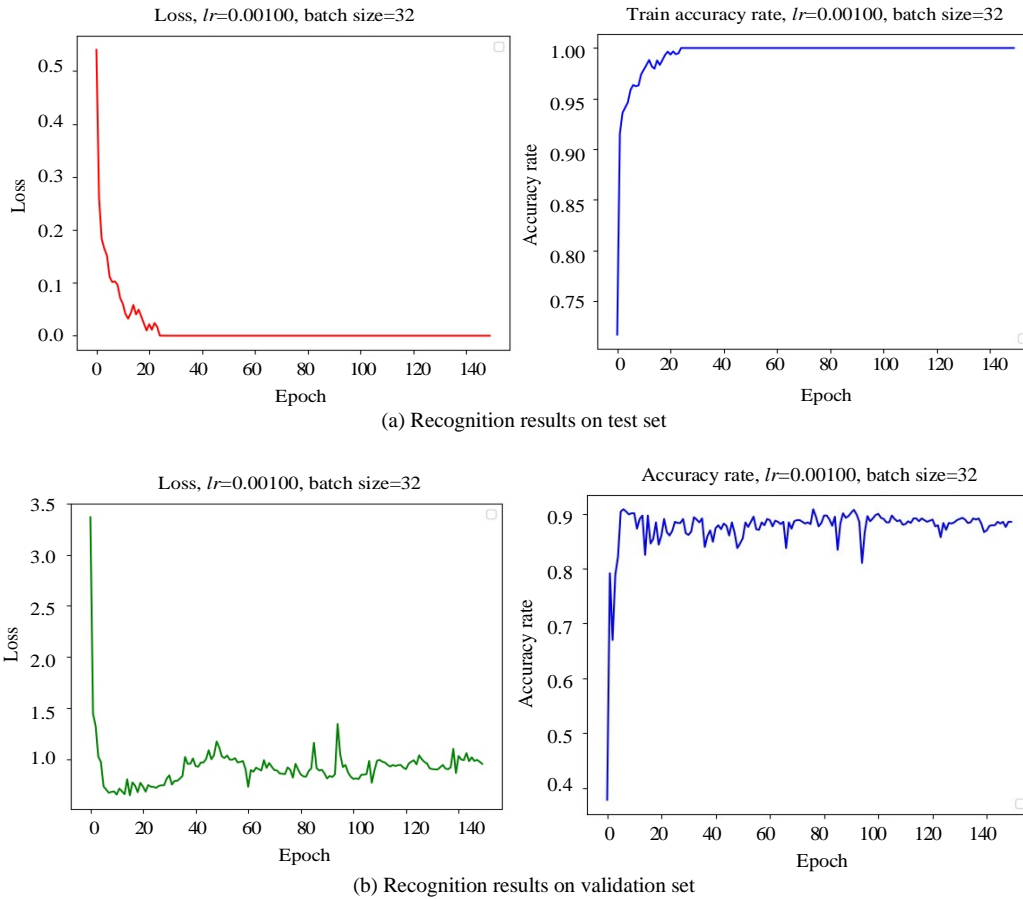 Loss, lr=0.00100, batch size=32
0.5
0.4
0.3
0.2
0.1
0.0
Loss
0 20 40 60 80 100 120 140
Epoch
Train accuracy rate, lr=0.00100, batch size=32
1.00
0.95
0.90
0.85
0.80
0.75
Accuracy rate
0 20 40 60 80 100 120 140
Epoch
(a) Recognition results on test set
Loss, lr=0.00100, batch size=32
3.5
3.0
2.5
2.0
1.5
1.0
Loss
0 20 40 60 80 100 120 140
Epoch
Accuracy rate, lr=0.00100, batch size=32
0.9
0.8
0.7
0.6
0.5
0.4
Accuracy rate
0 20 40 60 80 100 120 140
Epoch
(b) Recognition results on validation set